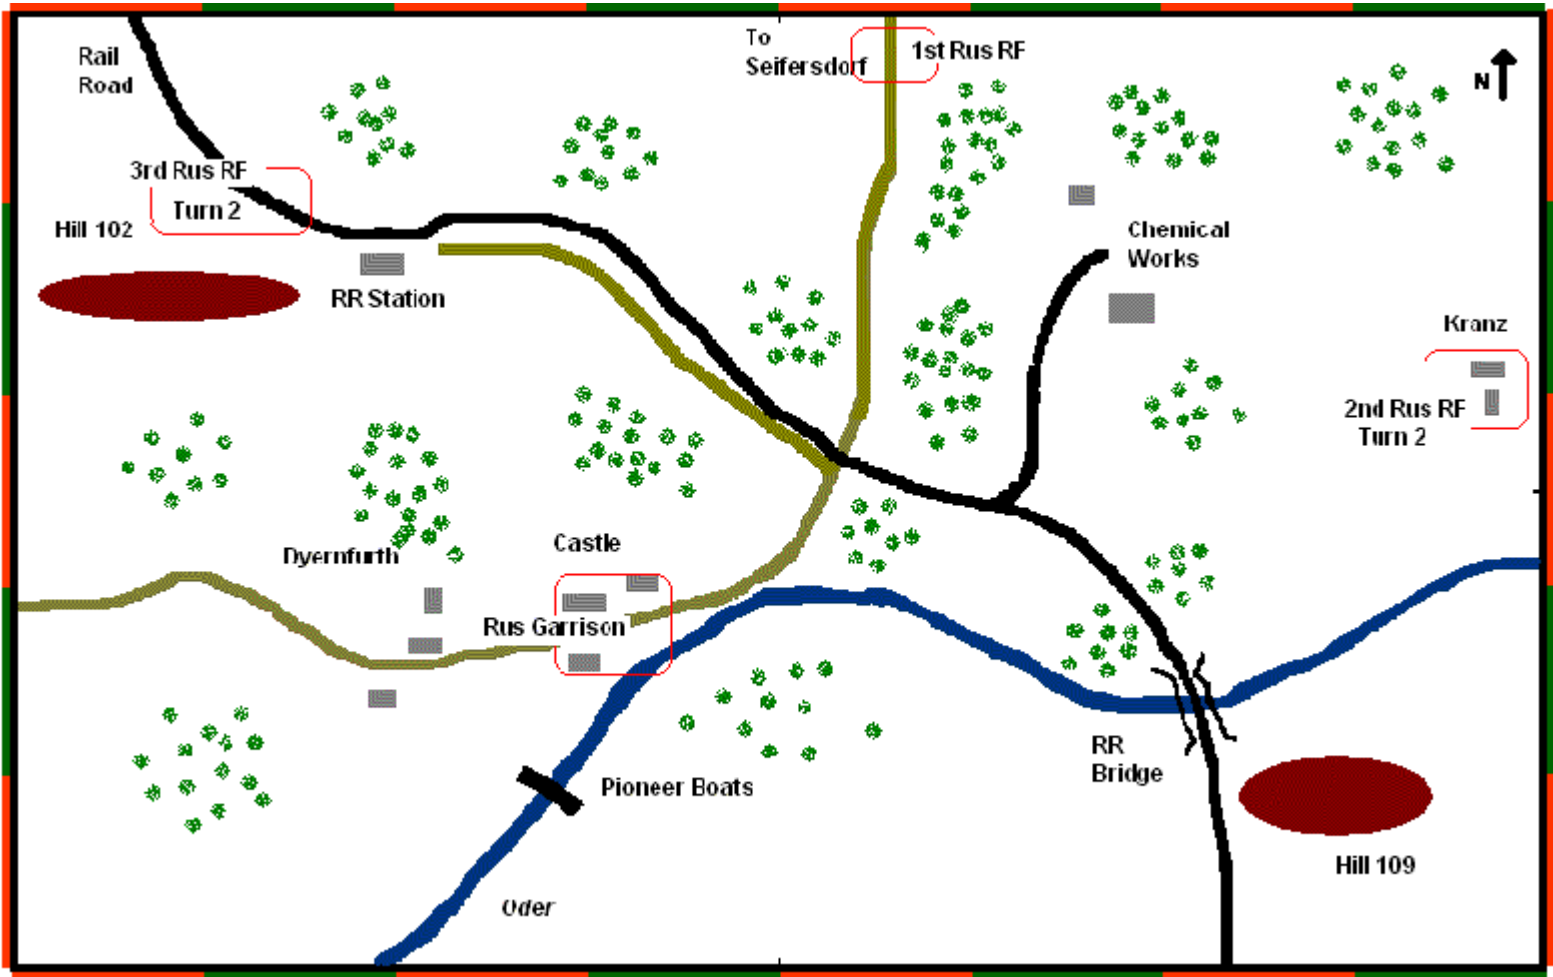 To
Seifersdorf
1st Rus RF
Rail
Road
N
3rd Rus RF
Turn 2
Hill 102
Chemical
Works
RR Station
Kranz
2nd Rus RF
Turn 2
Castle
Dyernfurth
Rus Garrison
RR
Bridge
Pioneer Boats
Hill 109
Oder